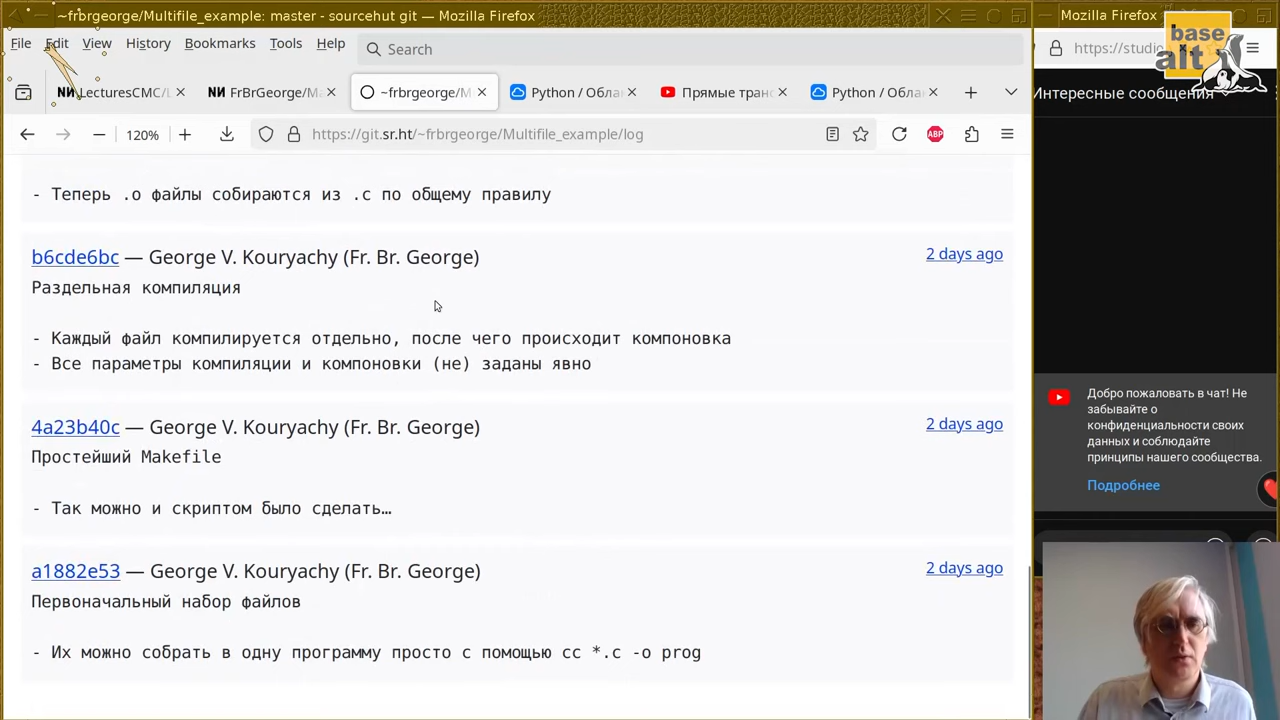 ~frbrgeorge/Multifile_example: master - sourcehut git — Mozilla Firefox
Mozilla Firefox
File Edit View History Bookmarks Tools Help
Search
https://studio
base
alt
LecturesCMC/L
FrBrGeorge/Ma
~frbrgeorge/M
Python / Обла
Прямые тран
Python / Обла
Интересные сообщения
120%
https://git.sr.ht/~frbrgeorge/Multifile_example/log
ABP
- Теперь .o файлы собираются из .c по общему правилу
b6cde6bc — George V. Kouryachy (Fr. Br. George)
2 days ago
Раздельная компиляция
- Каждый файл компилируется отдельно, после чего происходит компоновка
- Все параметры компиляции и компоновки (не) заданы явно
4a23b40c — George V. Kouryachy (Fr. Br. George)
2 days ago
Простейший Makefile
- Так можно и скриптом было сделать…
a1882e53 — George V. Kouryachy (Fr. Br. George)
2 days ago
Первоначальный набор файлов
- Их можно собрать в одну программу просто с помощью cc *.c -o prog
Добро пожаловать в чат! Не
забывайте о
конфиденциальности своих
данных и соблюдайте
принципы нашего сообщества.
Подробнее